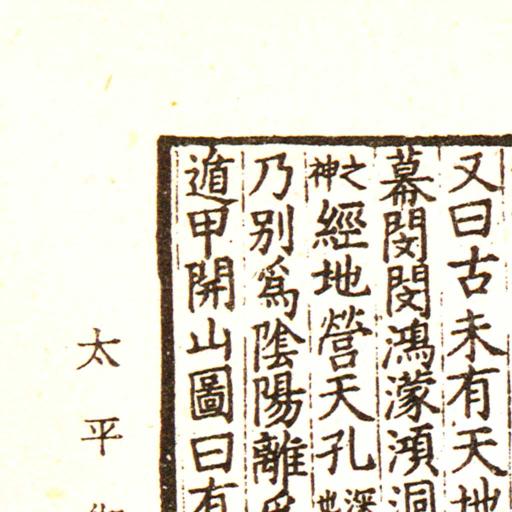 又曰古未有天地
幕閔閔鴻濛澒洞
之神經地營天孔深也
乃別爲陰陽離爲
遁甲開山圖曰有
太平御